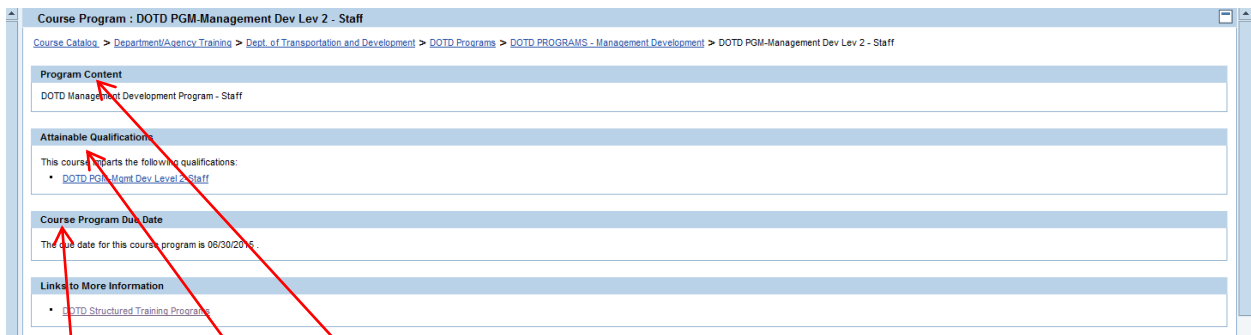 Course Program : DOTD PGM-Management Dev Lev 2 - Staff
Course Catalog > Department/Agency Training > Dept. of Transportation and Development > DOTD Programs > DOTD PROGRAMS - Management Development > DOTD PGM-Management Dev Lev 2 - Staff
Program Content
DOTD Management Development Program - Staff
Attainable Qualifications
This course imparts the following qualifications:
• DOTD PGM-Mgmt Dev Level 2-Staff
Course Program Due Date
The due date for this course program is 06/30/2015 .
Links to More Information
• DOTD Structured Training Programs